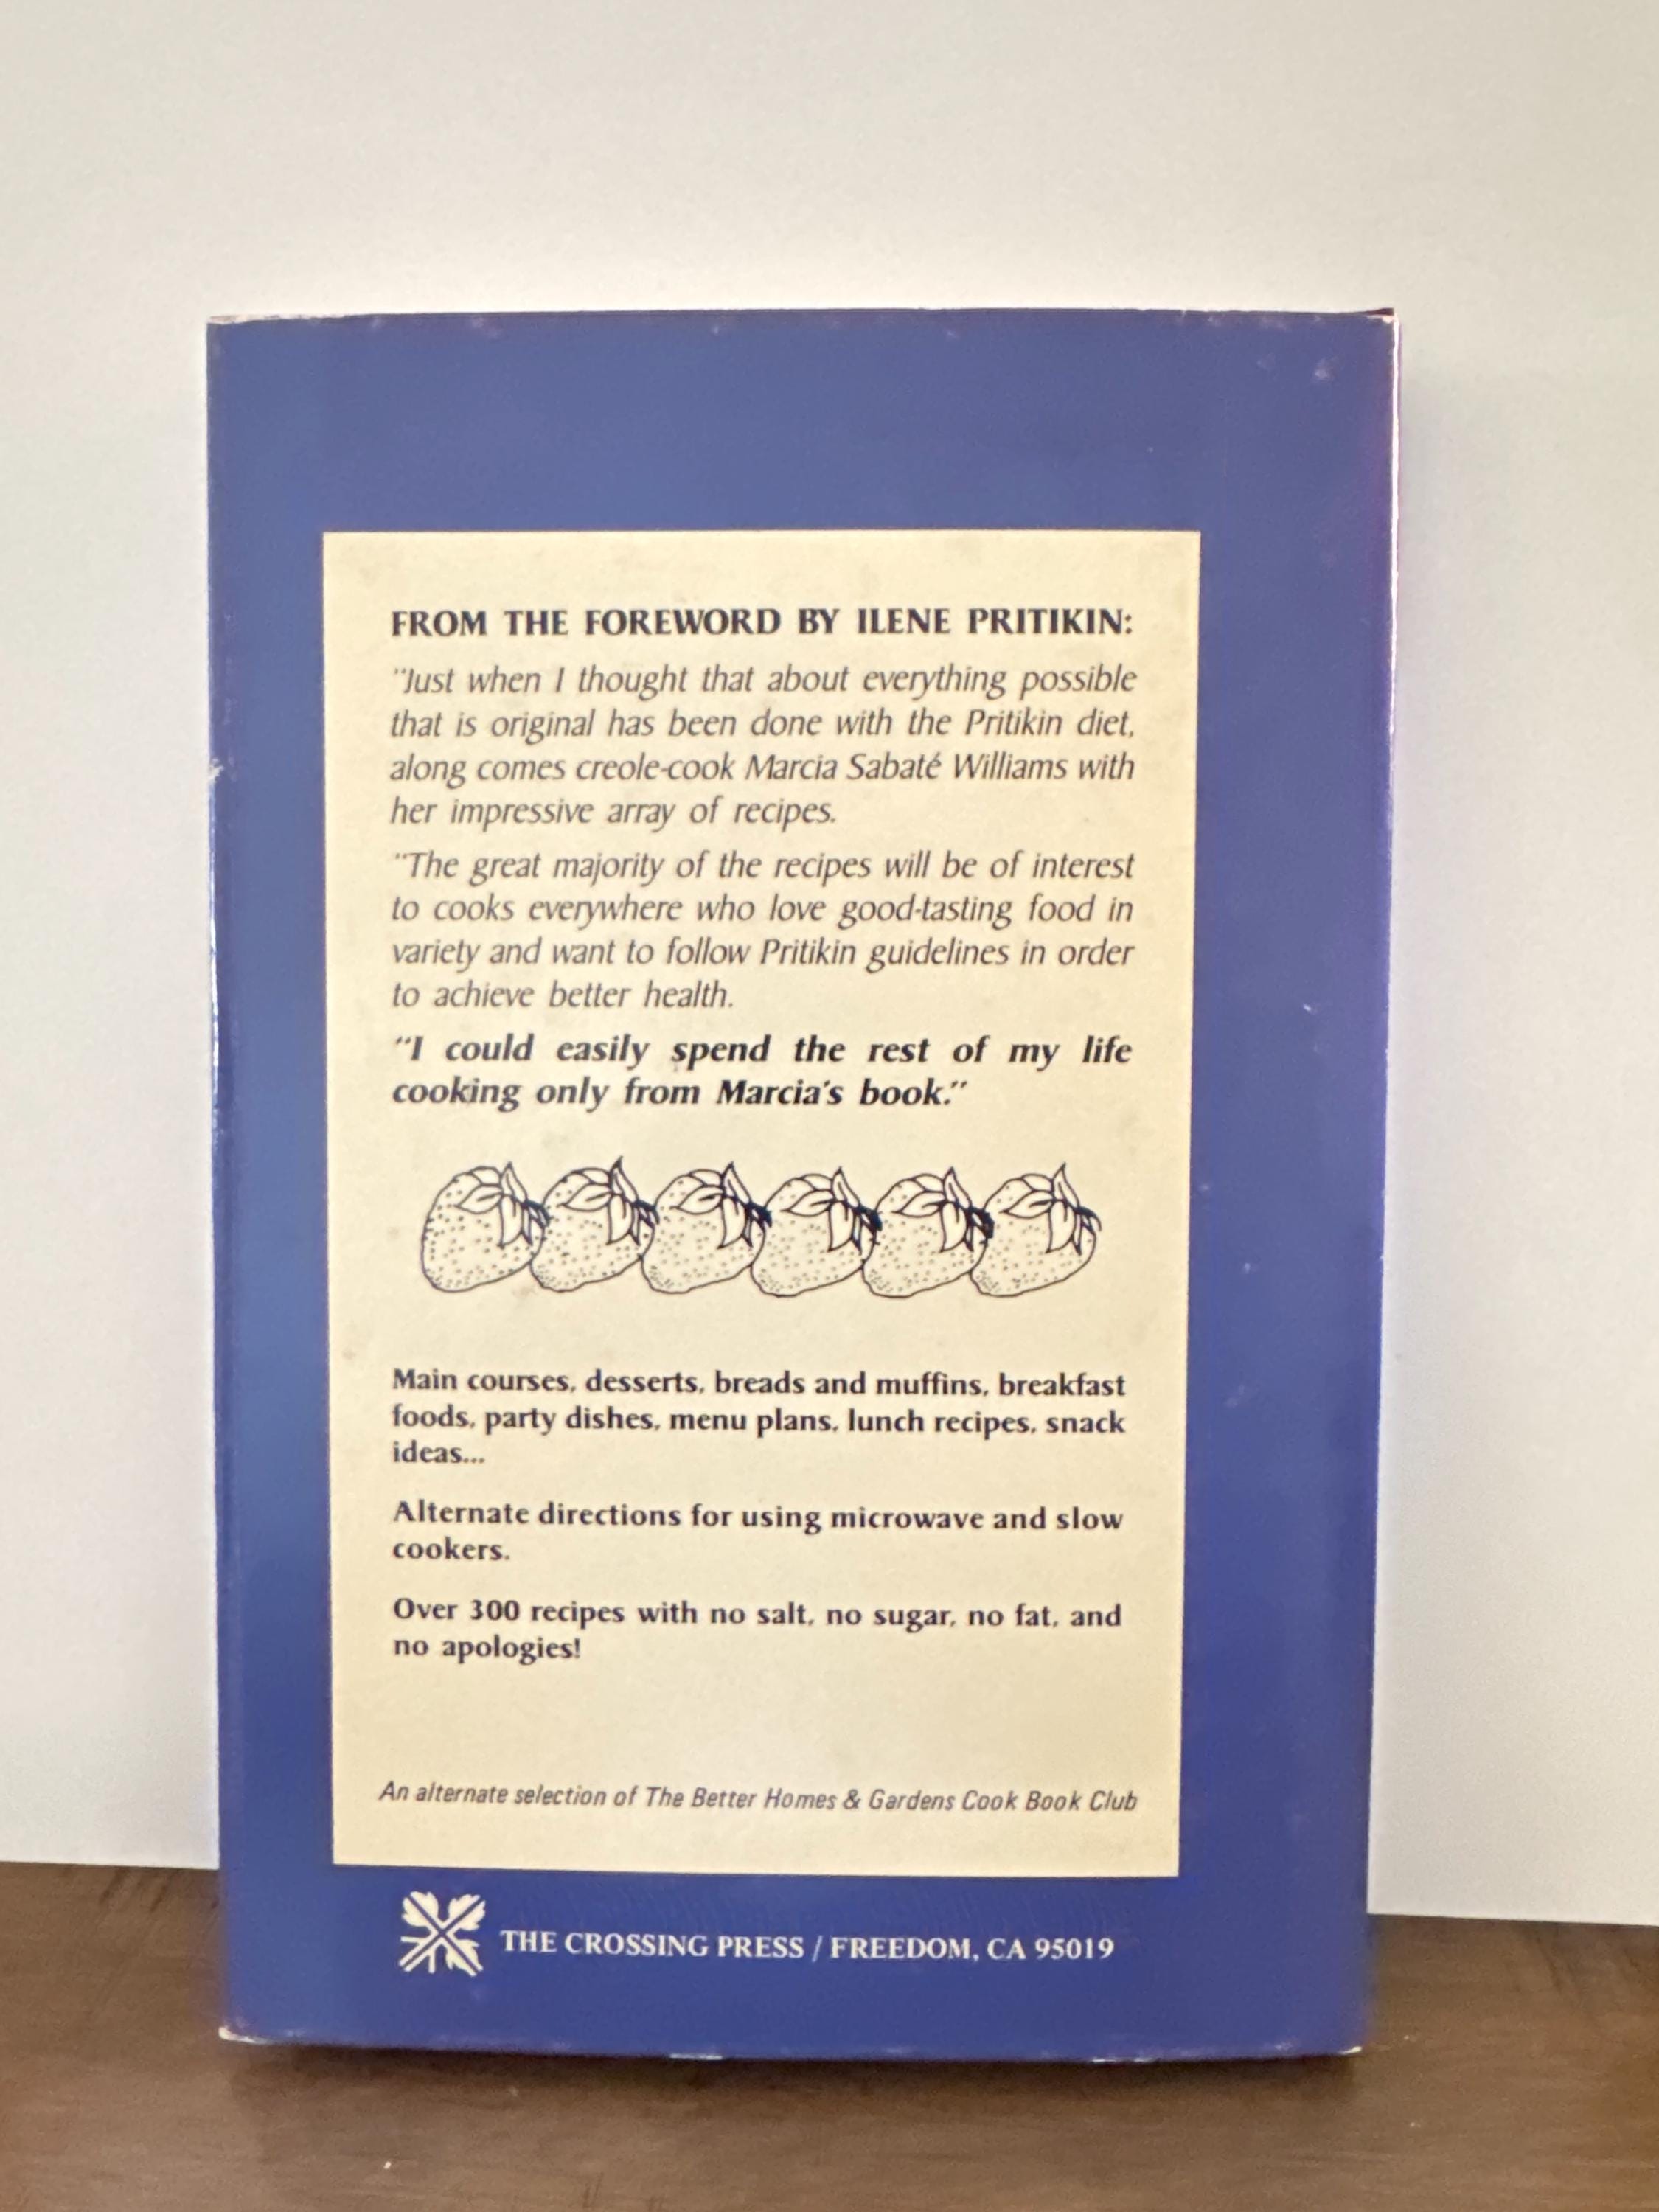 FROM THE FOREWORD BY ILENE PRITIKIN:
"Just when I thought that about everything possible
that is original has been done with the Pritikin diet,
along comes creole-cook Marcia Sabaté Williams with
her impressive array of recipes.
"The great majority of the recipes will be of interest
to cooks everywhere who love good-tasting food in
variety and want to follow Pritikin guidelines in order
to achieve better health.
"I could easily spend the rest of my life
cooking only from Marcia's book."
Main courses, desserts, breads and muffins, breakfast
foods, party dishes, menu plans, lunch recipes, snack
ideas...
Alternate directions for using microwave and slow
cookers.
Over 300 recipes with no salt, no sugar, no fat, and
no apologies!
An alternate selection of The Better Homes & Gardens Cook Book Club
THE CROSSING PRESS / FREEDOM, CA 95019